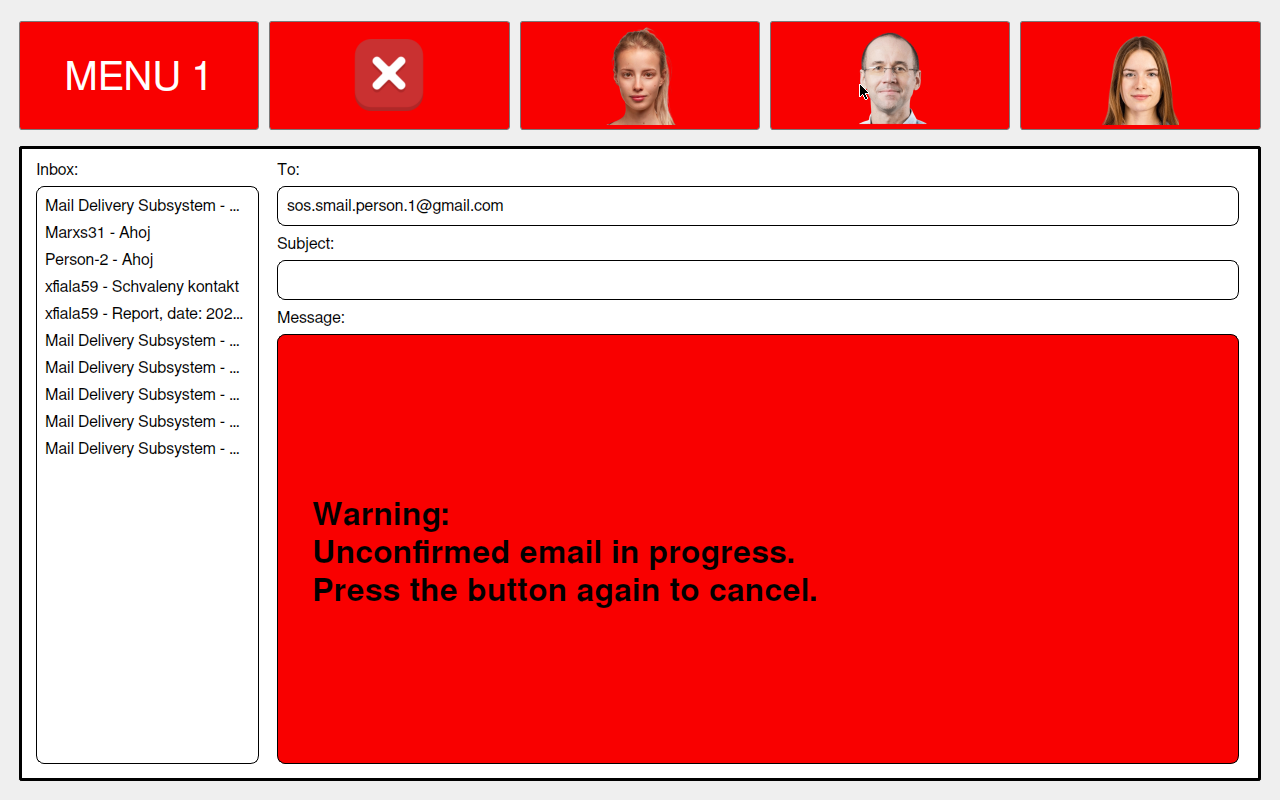 MENU 1
Inbox:
Mail Delivery Subsystem - ...
Marxs31 - Ahoj
Person-2 - Ahoj
xfiala59 - Schvaleny kontakt
xfiala59 - Report, date: 202...
Mail Delivery Subsystem - ...
Mail Delivery Subsystem - ...
Mail Delivery Subsystem - ...
Mail Delivery Subsystem - ...
Mail Delivery Subsystem - ...
To:
sos.smail.person.1@gmail.com
Subject:
Message:
Warning:
Unconfirmed email in progress.
Press the button again to cancel.